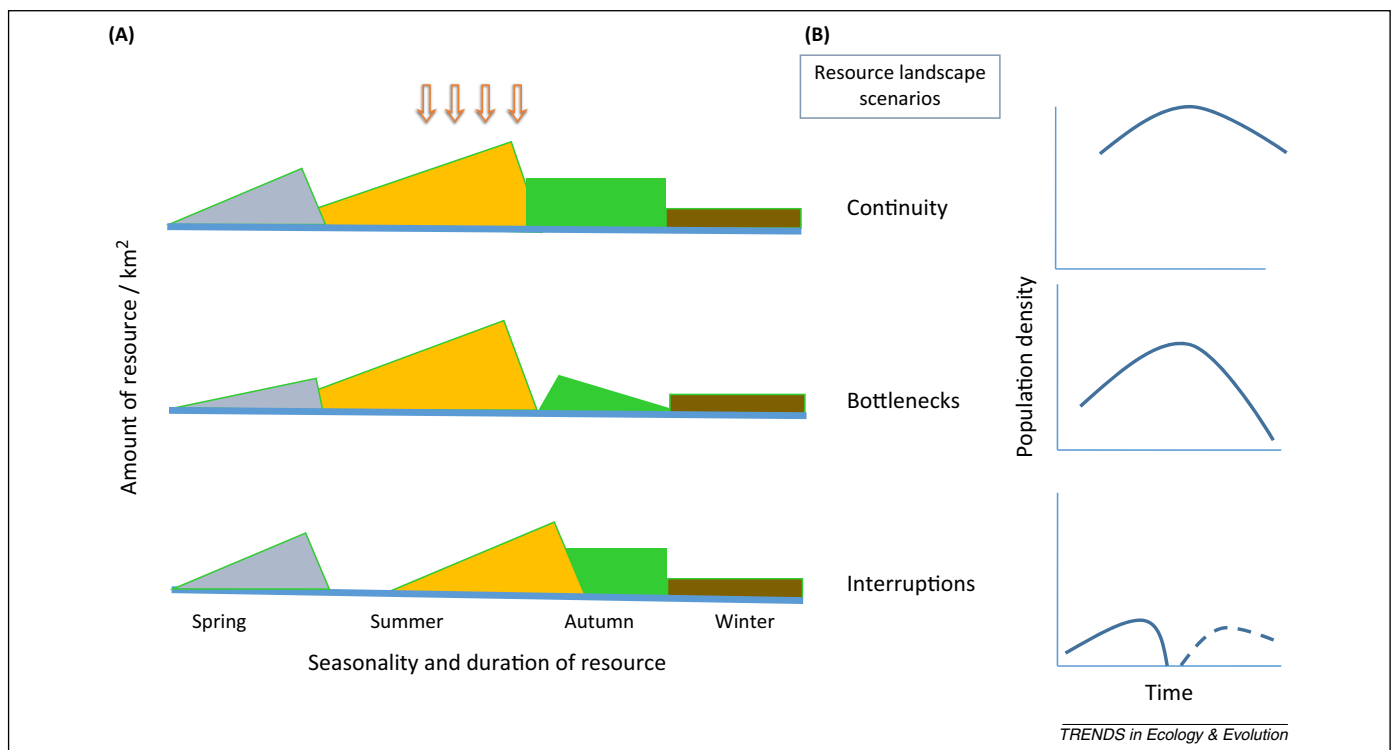 (A)
(B)
Resource landscape
scenarios
Amount of resource / km²
Continuity
Bottlenecks
Interruptions
Population density
Spring
Summer
Autumn
Winter
Seasonality and duration of resource
Time
TRENDS in Ecology & Evolution